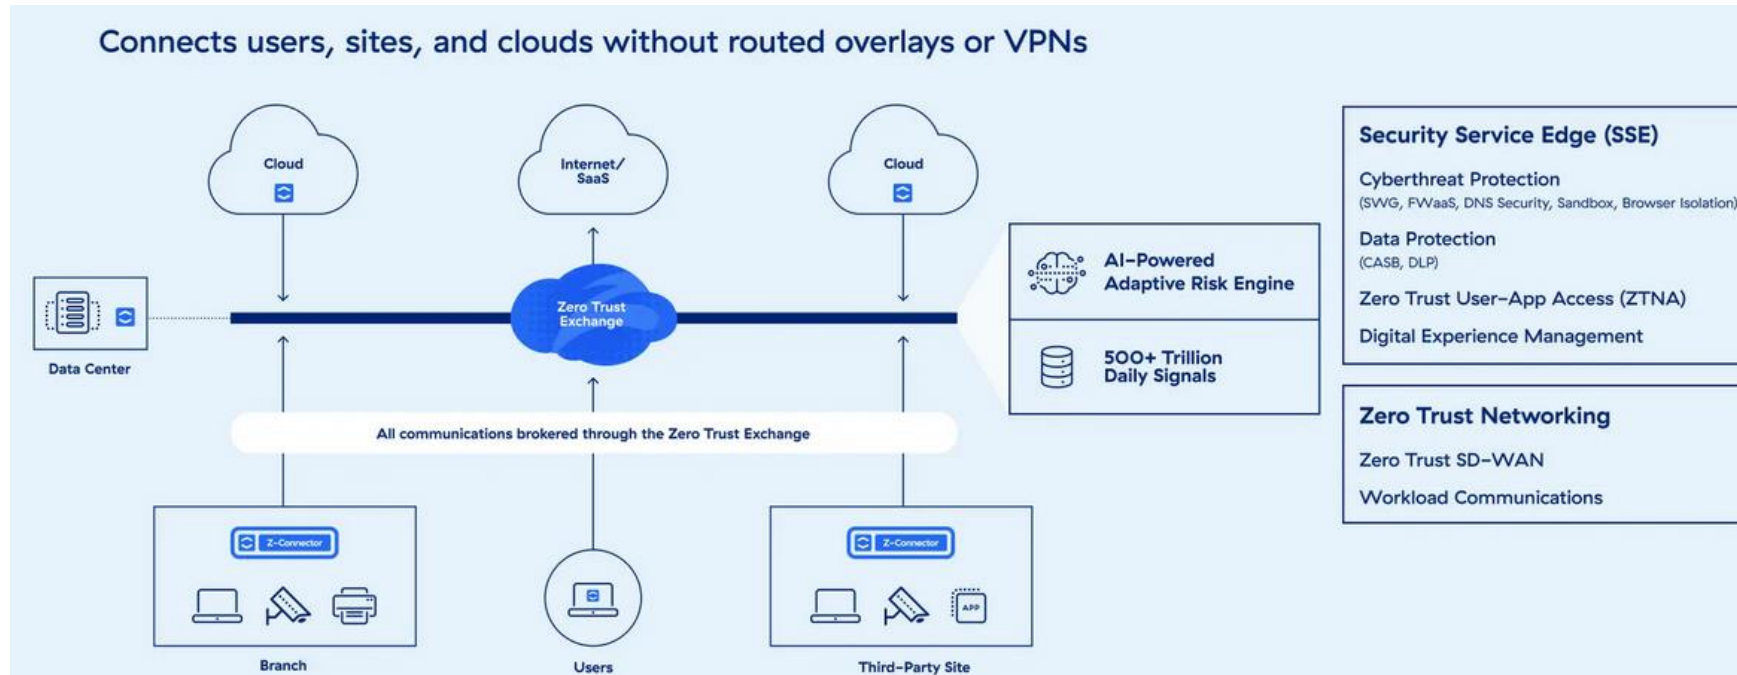 Connects users, sites, and clouds without routed overlays or VPNs
Cloud
Internet/
SaaS
Cloud
Data Center
Zero Trust
Exchange
AI-Powered
Adaptive Risk Engine
500+ Trillion
Daily Signals
All communications brokered through the Zero Trust Exchange
Z-Connector
Branch
Users
Z-Connector
APP
Third-Party Site
Security Service Edge (SSE)
Cyberthreat Protection
(SWG, FWaaS, DNS Security, Sandbox, Browser Isolation)
Data Protection
(CASB, DLP)
Zero Trust User-App Access (ZTNA)
Digital Experience Management
Zero Trust Networking
Zero Trust SD-WAN
Workload Communications